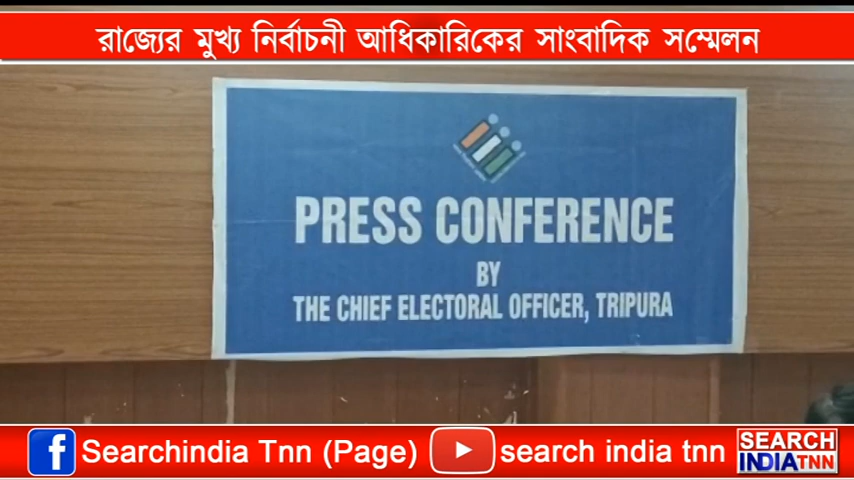 রাজ্যের মুখ্য নির্বাচনী আধিকারিকের সাংবাদিক সম্মেলন
PRESS CONFERENCE
BY
THE CHIEF ELECTORAL OFFICER, TRIPURA
Searchindia Tnn (Page) search india tnn
SEARCH
INDIATNN